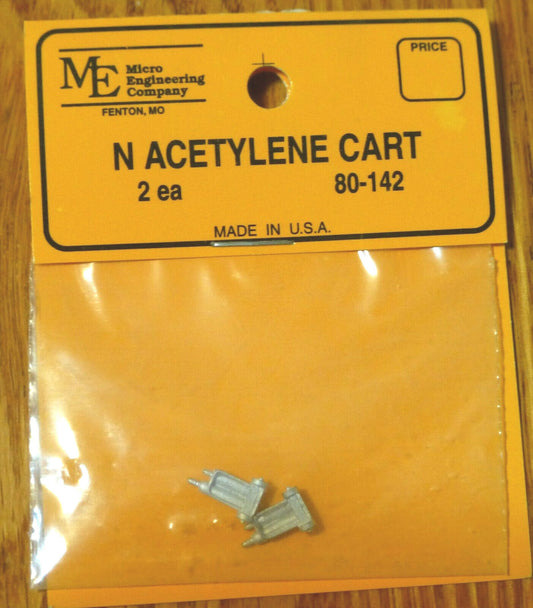 ME Micro
Engineering
Company
FENTON, MO
PRICE
N ACETYLENE CART
2 ea 80-142
MADE IN U.S.A.